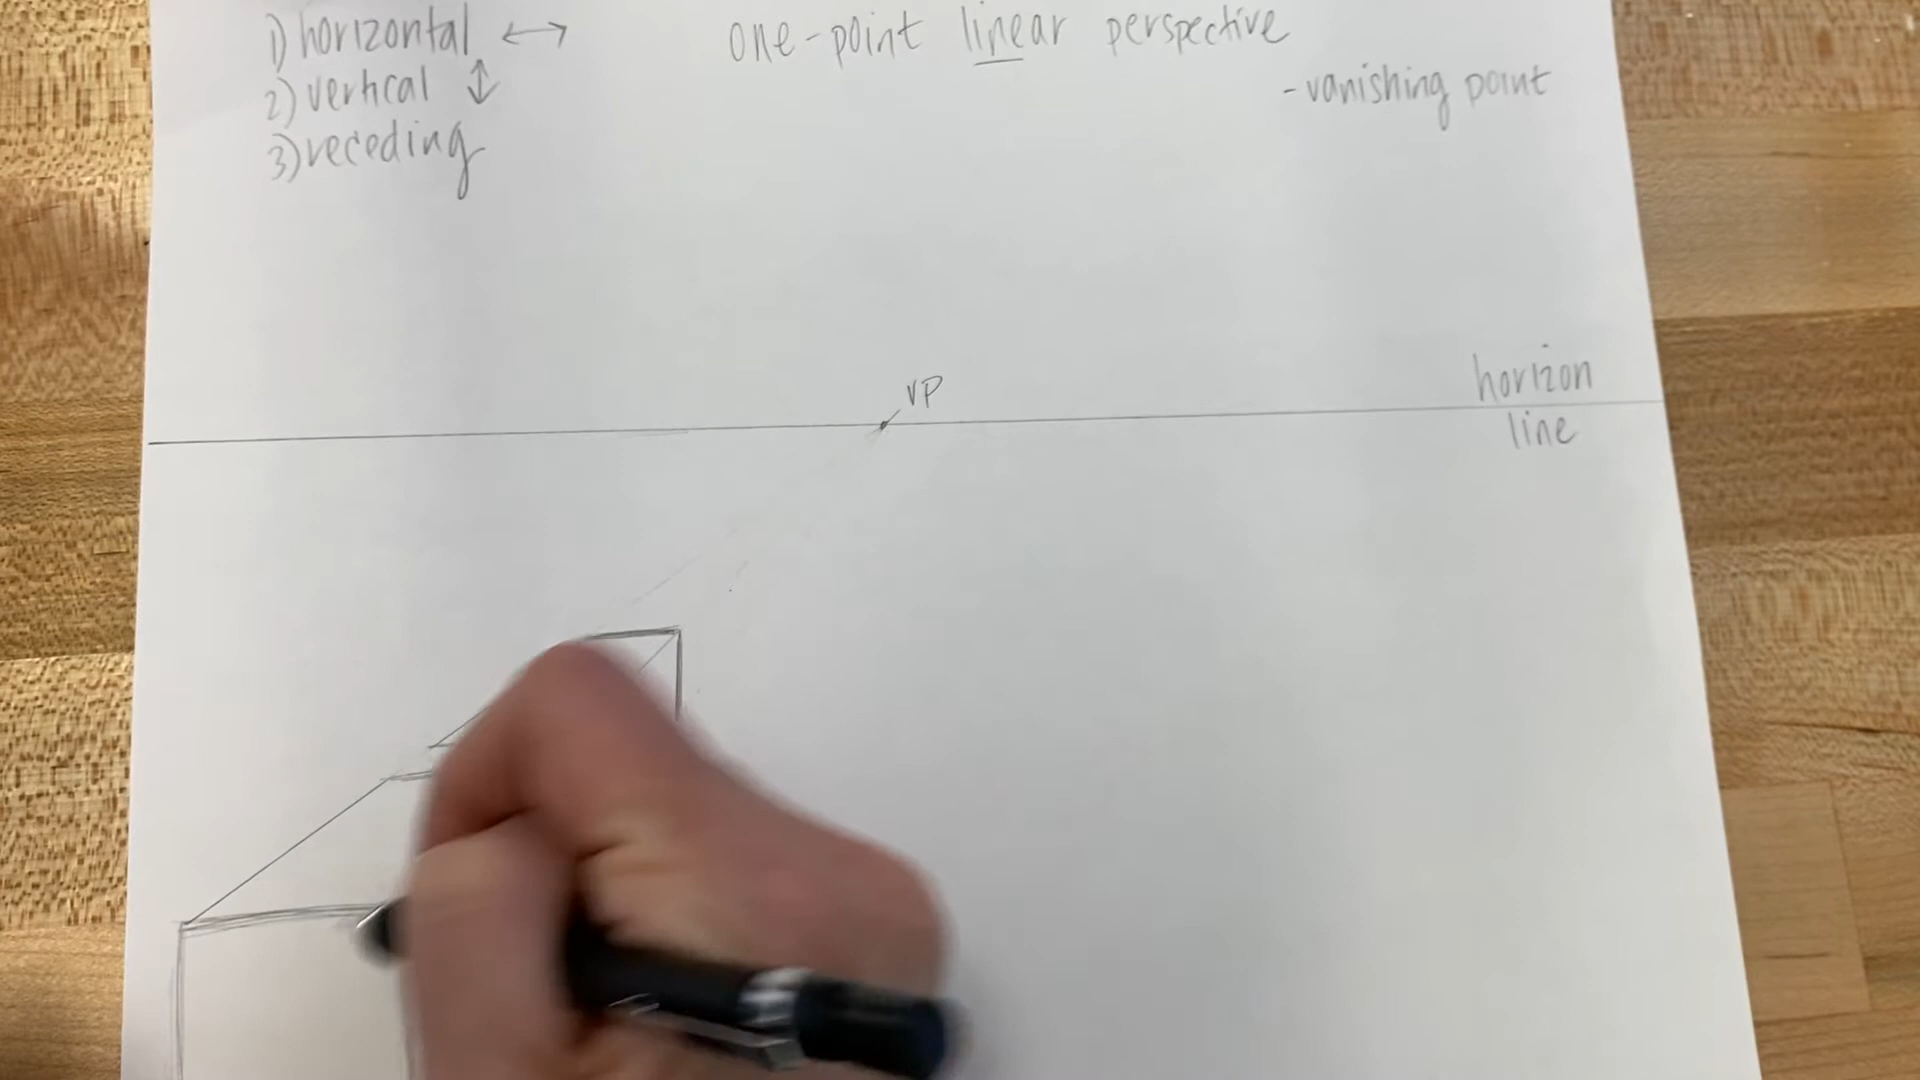 1) horizontal ↔
2) vertical ↕
3) receding
one-point linear perspective
- vanishing point
VP
horizon
line